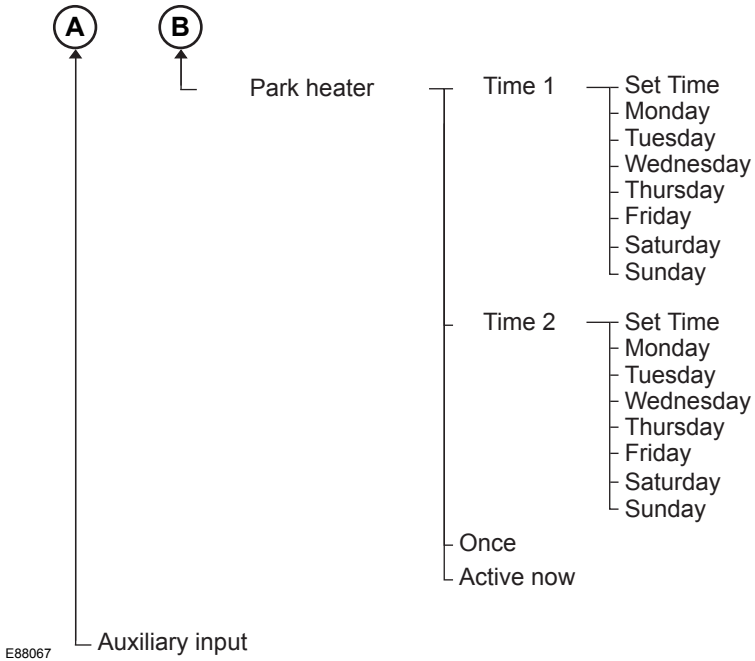 A B
Park heater Time 1 Set Time
Monday
Tuesday
Wednesday
Thursday
Friday
Saturday
Sunday
Time 2 Set Time
Monday
Tuesday
Wednesday
Thursday
Friday
Saturday
Sunday
Once
Active now
Auxiliary input
E88067